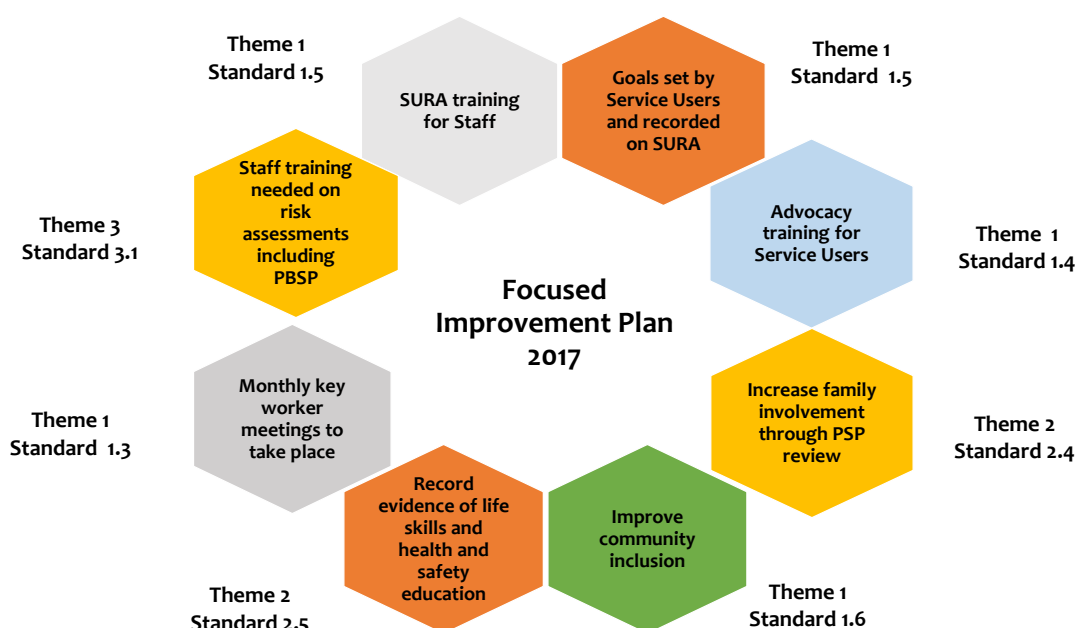 Theme 1
Standard 1.5
SURA training
for Staff
Goals set by
Service Users
and recorded
on SURA
Theme 1
Standard 1.5
Staff training
needed on
risk
assessments
including
PBSP
Theme 3
Standard 3.1
Advocacy
training for
Service Users
Theme 1
Standard 1.4
Focused
Improvement Plan
2017
Monthly key
worker
meetings to
take place
Theme 1
Standard 1.3
Increase family
involvement
through PSP
review
Theme 2
Standard 2.4
Record
evidence of life
skills and
health and
safety
education
Theme 2
Standard 2.5
Improve
community
inclusion
Theme 1
Standard 1.6